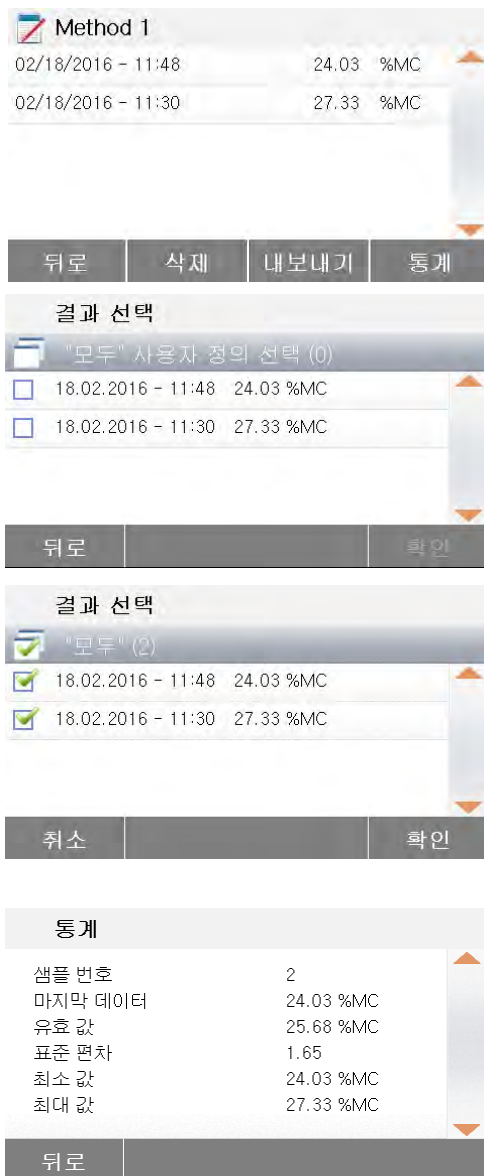 Method 1
02/18/2016 - 11:48 24.03 %MC
02/18/2016 - 11:30 27.33 %MC
뒤로 삭제 내보내기 통계
결과 선택
"모두" 사용자 정의 선택 (0)
18.02.2016 - 11:48 24.03 %MC
18.02.2016 - 11:30 27.33 %MC
뒤로 확인
결과 선택
"모두" (2)
18.02.2016 - 11:48 24.03 %MC
18.02.2016 - 11:30 27.33 %MC
취소 확인
통계
샘플 번호 2
마지막 데이터 24.03 %MC
유효 값 25.68 %MC
표준 편차 1.65
최소 값 24.03 %MC
최대 값 27.33 %MC
뒤로